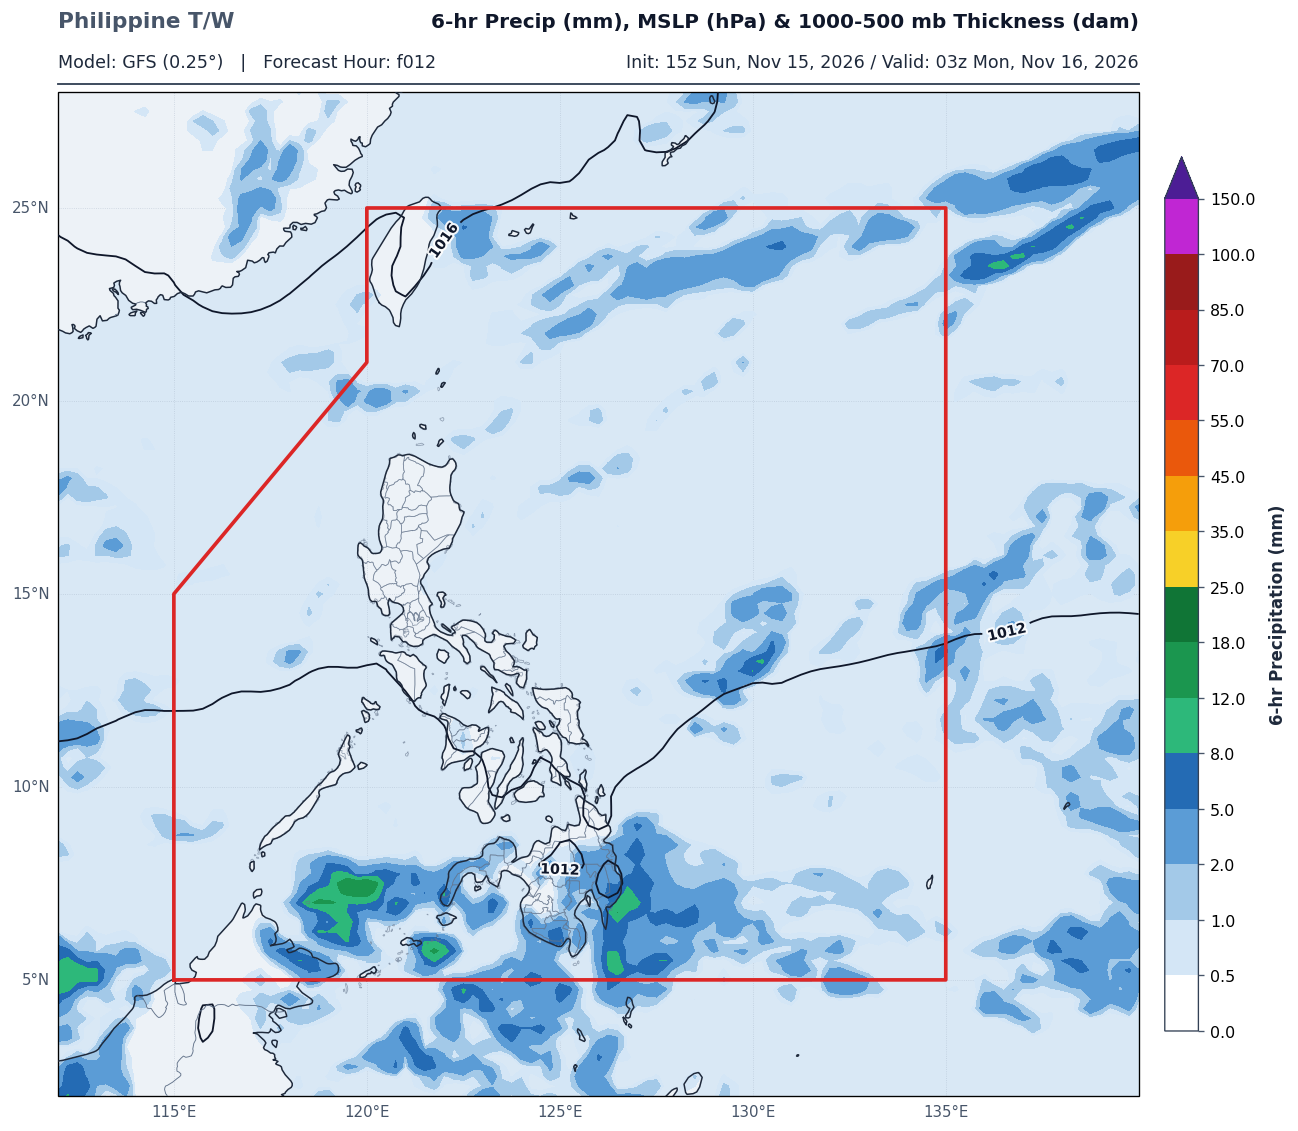 Philippine T/W
6-hr Precip (mm), MSLP (hPa) & 1000-500 mb Thickness (dam)
Model: GFS (0.25°) | Forecast Hour: f012
Init: 15z Sun, Nov 15, 2026 / Valid: 03z Mon, Nov 16, 2026
25°N
20°N
15°N
10°N
5°N
115°E
120°E
125°E
130°E
135°E
1016
1012
1012
150.0
100.0
85.0
70.0
55.0
45.0
35.0
25.0
18.0
12.0
8.0
5.0
2.0
1.0
0.5
0.0
6-hr Precipitation (mm)